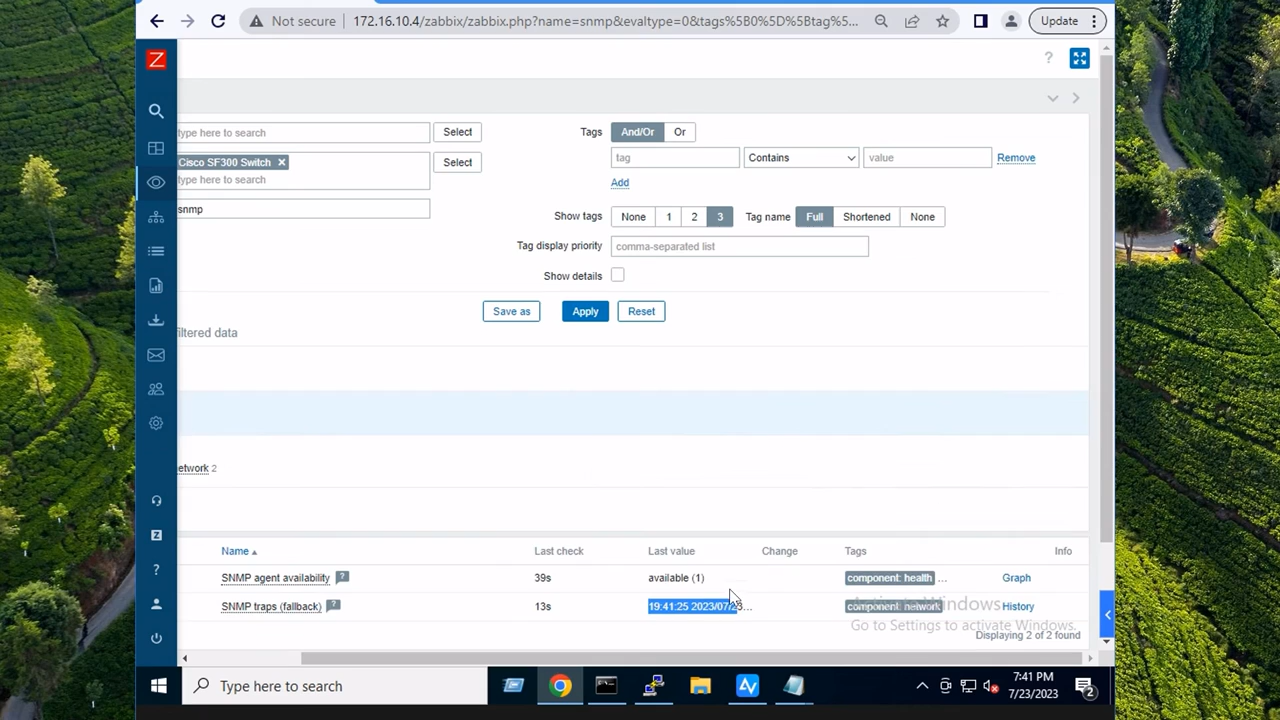 Not secure 172.16.10.4/zabbix/zabbix.php?name=snmp&evaltype=0&tags%5B0%5D%5Btag%5... Update
Z
?
type here to search Select Tags And/Or Or
Cisco SF300 Switch Select tag Contains value Remove
type here to search
Add
snmp
Show tags None 1 2 3 Tag name Full Shortened None
Tag display priority comma-separated list
Show details
Save as Apply Reset
filtered data
etwork 2
Z
?
Name Last check Last value Change Tags Info
SNMP agent availability ? 39s available (1) component: health ... Graph
SNMP traps (fallback) ? 13s 19:41:25 2023/07/23... component: network History
Activate Windows
Go to Settings to activate Windows.
Displaying 2 of 2 found
Type here to search
7:41 PM
7/23/2023
2